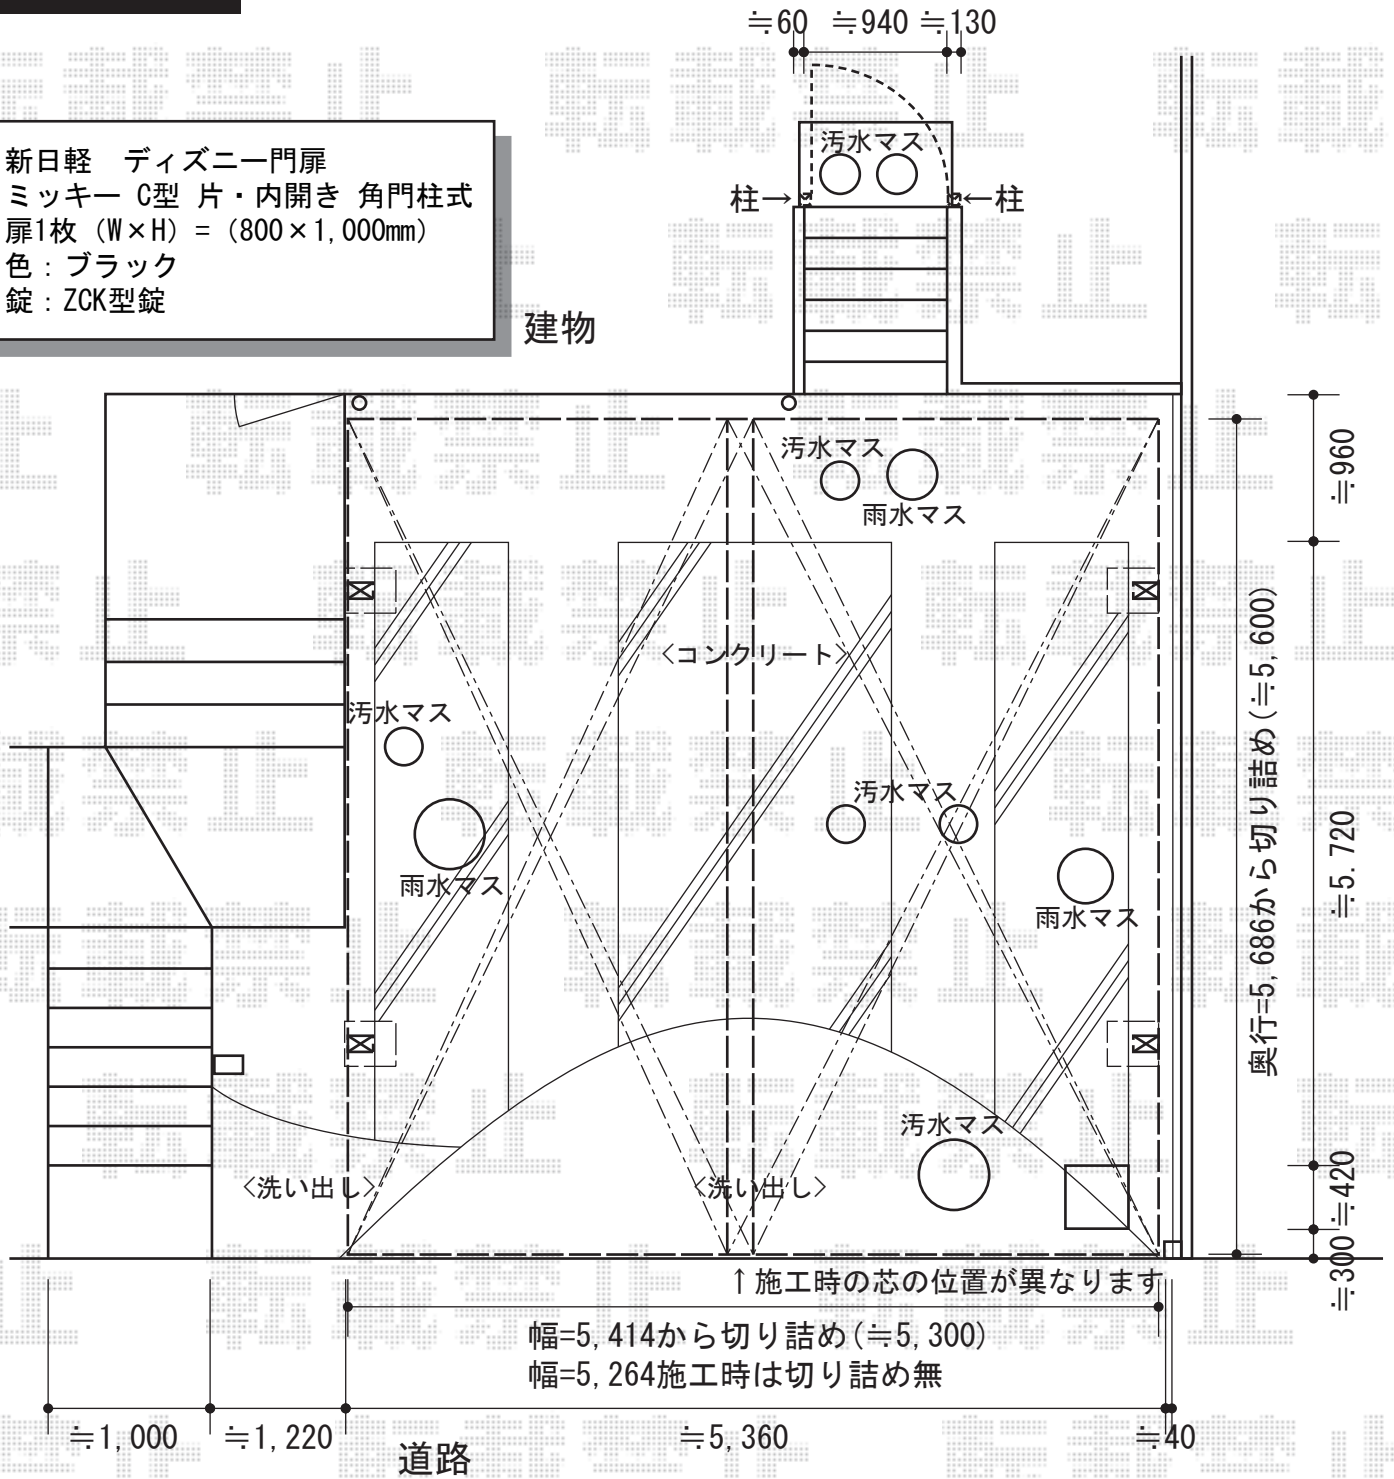 ≒60 ≒940 ≒130
新日軽 ディズニー門扉
ミッキー C型 片・内開き 角門柱式
扉1枚（W×H）=（800×1,000mm）
色：ブラック
錠：ZCK型錠
汚水マス
柱→
←柱
建物
汚水マス
雨水マス
≒960
<コンクリート>
奥行=5,686から切り詰め(≒5,600)
汚水マス
汚水マス
雨水マス
雨水マス
≒5.720
汚水マス
<洗い出し>
<洗い出し>
≒420
≒300
↑施工時の芯の位置が異なります
幅=5,414から切り詰め(≒5,300)
幅=5,264施工時は切り詰め無
≒1,000 ≒1,220 ≒5,360 ≒40
道路
転載禁止